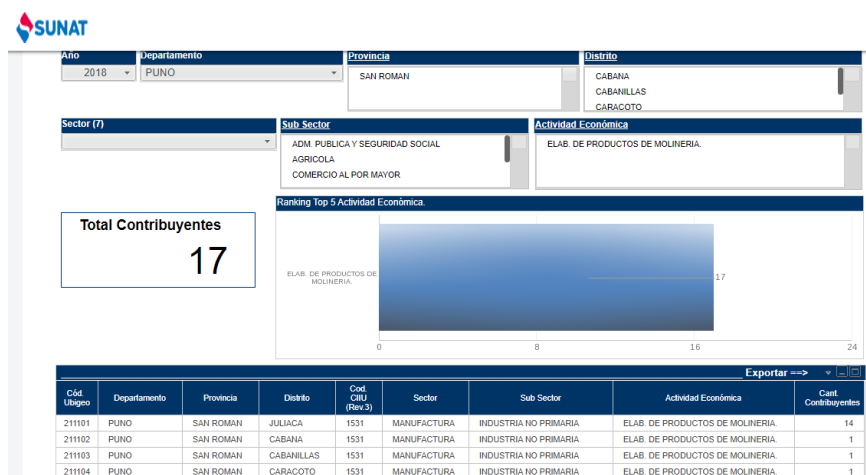 SUNAT
Año Departamento Provincia Distrito
2018 PUNO SAN ROMAN CABANA
CABANILLAS
CARACOTO
Sector (7) Sub Sector Actividad Económica
ADM. PUBLICA Y SEGURIDAD SOCIAL ELAB. DE PRODUCTOS DE MOLINERIA.
AGRICOLA
COMERCIO AL POR MAYOR
Ranking Top 5 Actividad Económica.
Total Contribuyentes
17
ELAB. DE PRODUCTOS DE
MOLINERIA.
17
0 8 16 24
Exportar ==>
Cód. Ubigeo Departamento Provincia Distrito Cod. CIIU (Rev.3) Sector Sub Sector Actividad Económica Cant. Contribuyentes
211101 PUNO SAN ROMAN JULIACA 1531 MANUFACTURA INDUSTRIA NO PRIMARIA ELAB. DE PRODUCTOS DE MOLINERIA. 14
211102 PUNO SAN ROMAN CABANA 1531 MANUFACTURA INDUSTRIA NO PRIMARIA ELAB. DE PRODUCTOS DE MOLINERIA. 1
211103 PUNO SAN ROMAN CABANILLAS 1531 MANUFACTURA INDUSTRIA NO PRIMARIA ELAB. DE PRODUCTOS DE MOLINERIA. 1
211104 PUNO SAN ROMAN CARACOTO 1531 MANUFACTURA INDUSTRIA NO PRIMARIA ELAB. DE PRODUCTOS DE MOLINERIA. 1